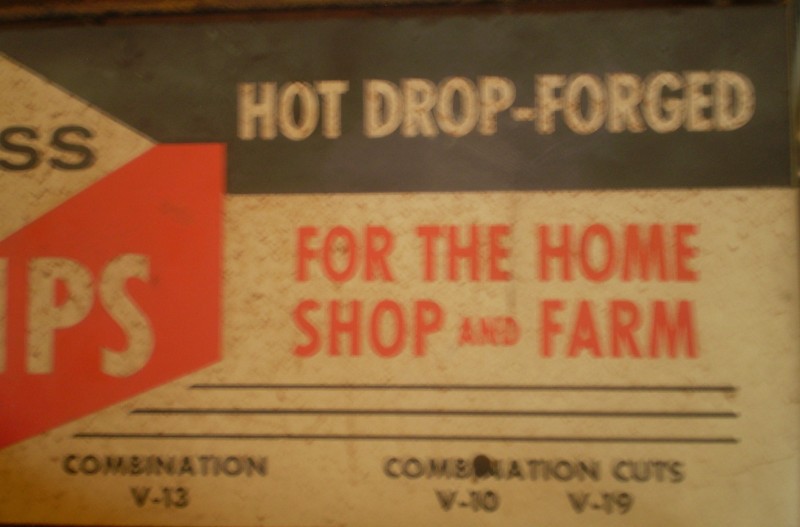 HOT DROP-FORGED
SS
IPS
FOR THE HOME
SHOP AND FARM
COMBINATION
V-13
COMBINATION CUTS
V-10 V-19